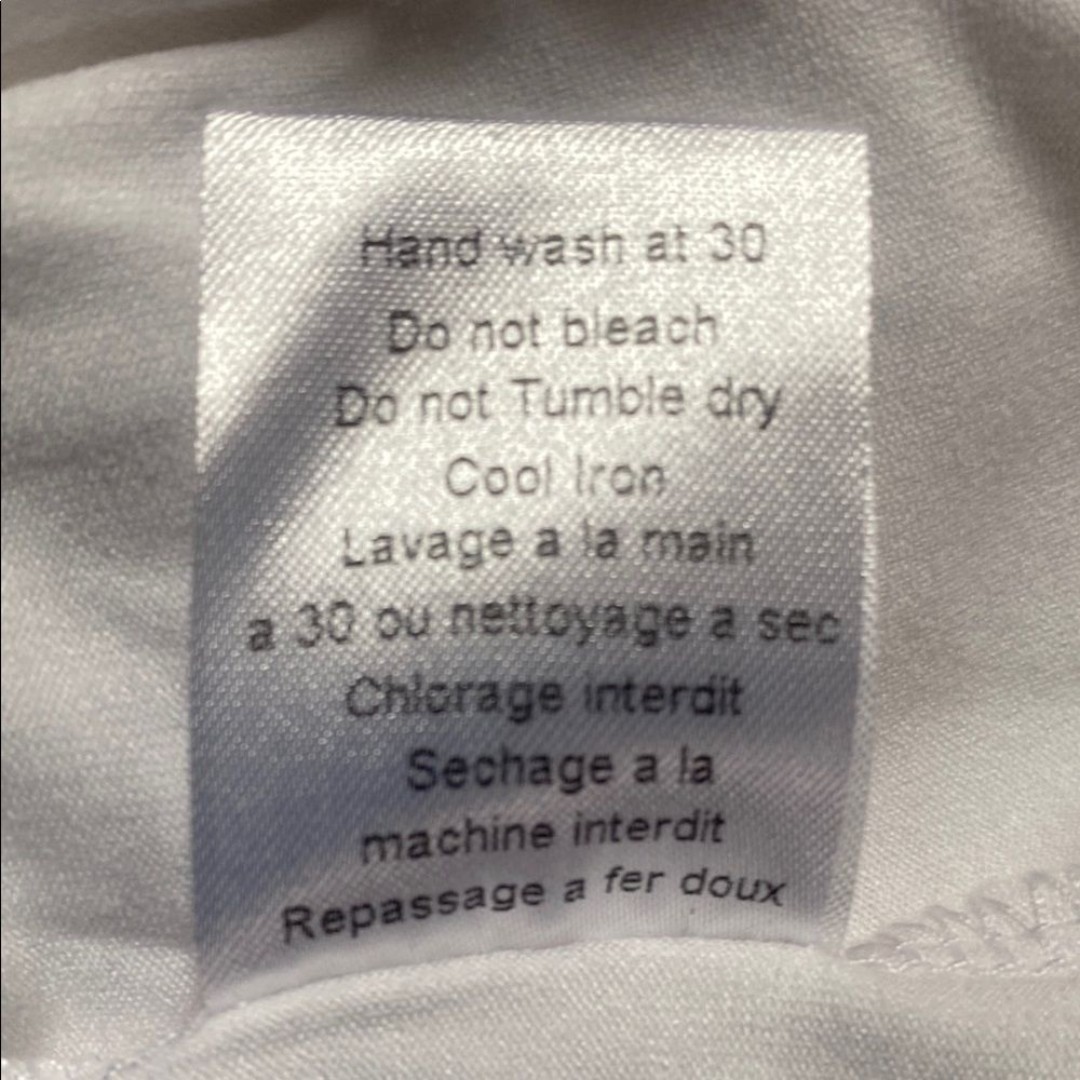 Hand wash at 30
Do not bleach
Do not Tumble dry
Cool Iron
Lavage a la main
a 30 ou nettoyage a sec
Chlorage interdit
Sechage a la
machine interdit
Repassage a fer doux